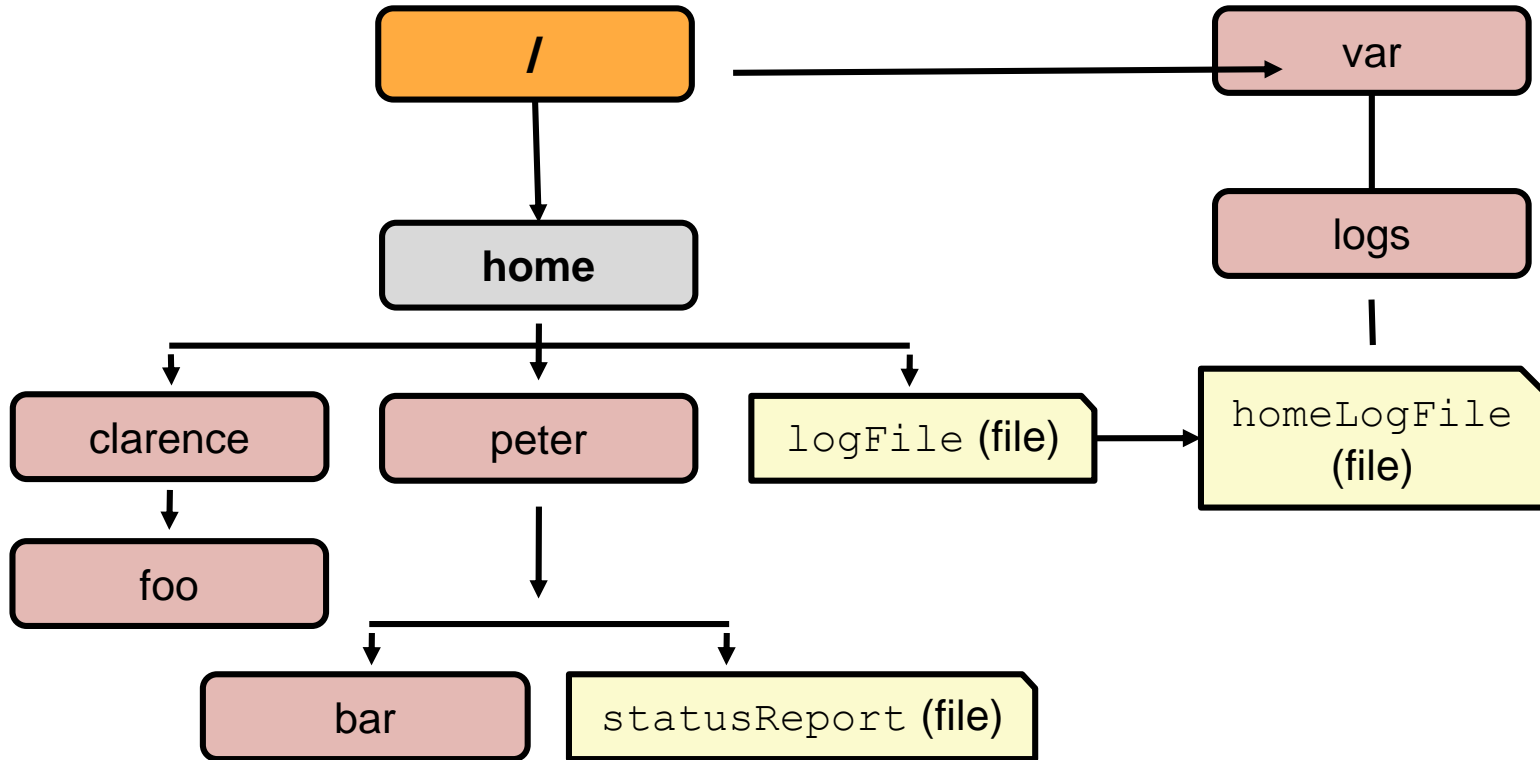 /
var
logs
home
clarence
peter
logFile (file)
homeLogFile
(file)
foo
bar
statusReport (file)